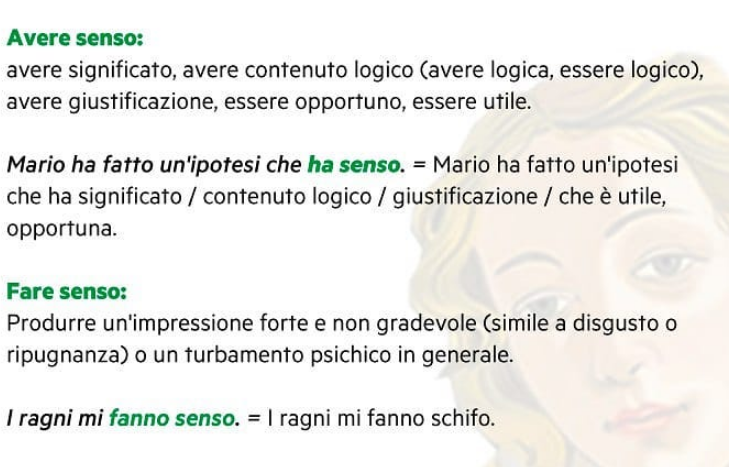 Avere senso:
avere significato, avere contenuto logico (avere logica, essere logico),
avere giustificazione, essere opportuno, essere utile.
Mario ha fatto un'ipotesi che ha senso. = Mario ha fatto un'ipotesi
che ha significato / contenuto logico / giustificazione / che è utile,
opportuna.
Fare senso:
Produrre un'impressione forte e non gradevole (simile a disgusto o
ripugnanza) o un turbamento psichico in generale.
I ragni mi fanno senso. = I ragni mi fanno schifo.